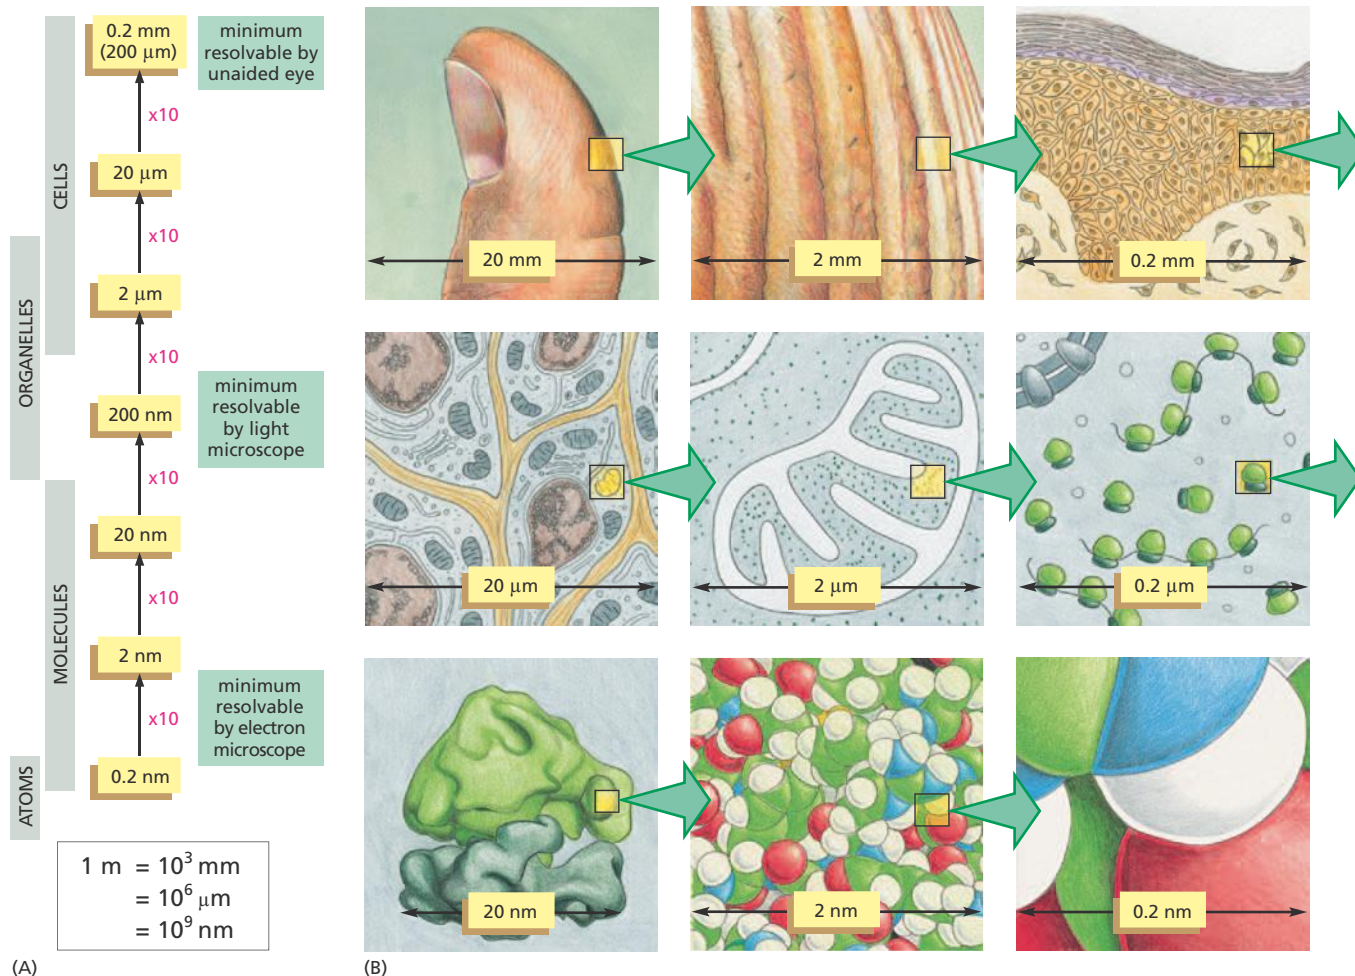 CELLS
ORGANELLES
MOLECULES
ATOMS
0.2 mm
(200 μm)
minimum
resolvable by
unaided eye
x10
20 μm
x10
2 μm
x10
200 nm
minimum
resolvable
by light
microscope
x10
20 nm
x10
2 nm
minimum
resolvable
by electron
microscope
x10
0.2 nm
1 m = 10³ mm
= 10⁶ μm
= 10⁹ nm
(A)
20 mm
2 mm
0.2 mm
20 μm
2 μm
0.2 μm
20 nm
2 nm
0.2 nm
(B)